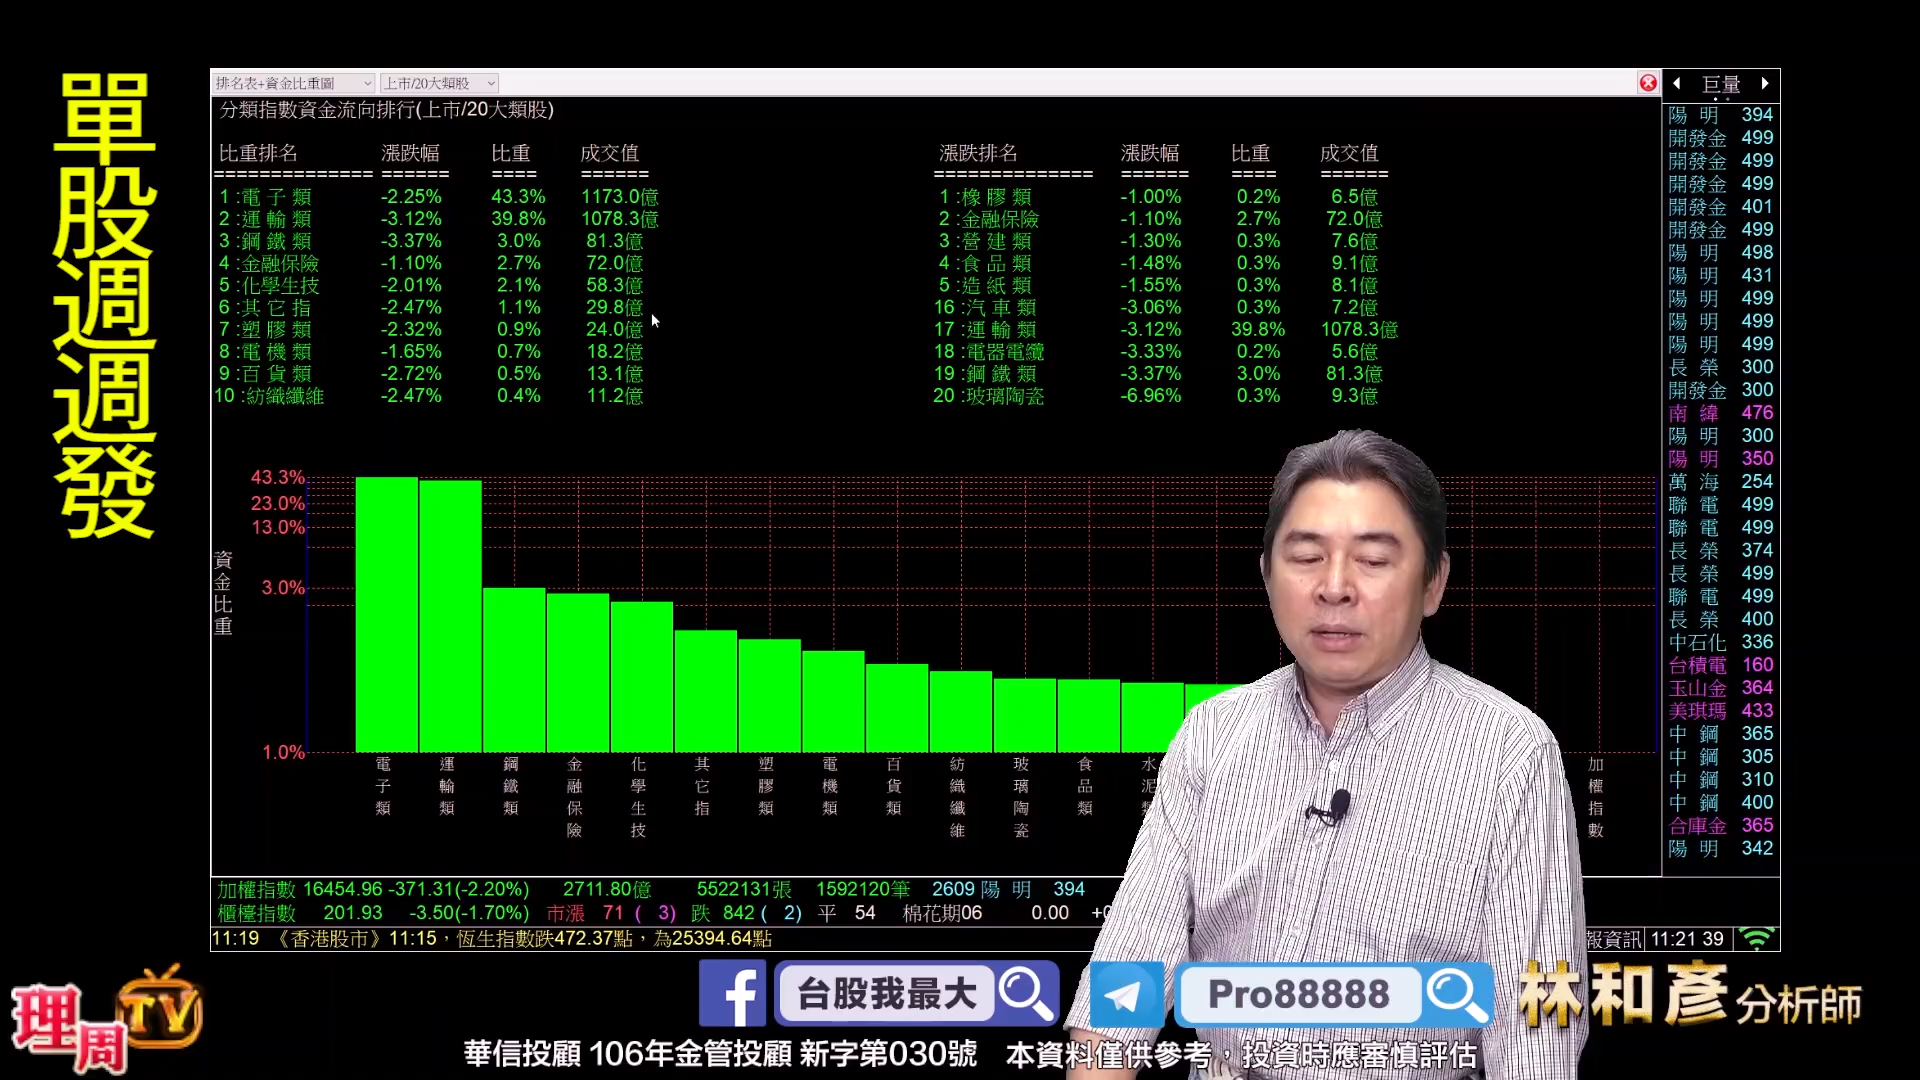 單股週週發
排名表+資金比重圖 上市/20大類股
分類指數資金流向排行(上市/20大類股)
比重排名 漲跌幅 比重 成交值
============== ====== ==== ======
1 :電 子 類 -2.25% 43.3% 1173.0億
2 :運 輸 類 -3.12% 39.8% 1078.3億
3 :鋼 鐵 類 -3.37% 3.0% 81.3億
4 :金融保險 -1.10% 2.7% 72.0億
5 :化學生技 -2.01% 2.1% 58.3億
6 :其 它 指 -2.47% 1.1% 29.8億
7 :塑 膠 類 -2.32% 0.9% 24.0億
8 :電 機 類 -1.65% 0.7% 18.2億
9 :百 貨 類 -2.72% 0.5% 13.1億
10 :紡織纖維 -2.47% 0.4% 11.2億
漲跌排名 漲跌幅 比重 成交值
============== ====== ==== ======
1 :橡 膠 類 -1.00% 0.2% 6.5億
2 :金融保險 -1.10% 2.7% 72.0億
3 :營 建 類 -1.30% 0.3% 7.6億
4 :食 品 類 -1.48% 0.3% 9.1億
5 :造 紙 類 -1.55% 0.3% 8.1億
16 :汽 車 類 -3.06% 0.3% 7.2億
17 :運 輸 類 -3.12% 39.8% 1078.3億
18 :電器電纜 -3.33% 0.2% 5.6億
19 :鋼 鐵 類 -3.37% 3.0% 81.3億
20 :玻璃陶瓷 -6.96% 0.3% 9.3億
43.3%
23.0%
13.0%
3.0%
1.0%
資金比重
電子類
運輸類
鋼鐵類
金融保險
化學生技
其它指
塑膠類
電機類
百貨類
紡織纖維
玻璃陶瓷
食品類
水泥
加權指數
巨量
陽 明 394
開發金 499
開發金 499
開發金 499
開發金 401
開發金 499
陽 明 498
陽 明 431
陽 明 499
陽 明 499
陽 明 499
長 榮 300
開發金 300
南 緯 476
陽 明 300
陽 明 350
萬 海 254
聯 電 499
聯 電 499
長 榮 374
長 榮 499
聯 電 499
長 榮 400
中石化 336
台積電 160
玉山金 364
美琪瑪 433
中 鋼 365
中 鋼 305
中 鋼 310
中 鋼 400
合庫金 365
陽 明 342
加權指數 16454.96 -371.31(-2.20%) 2711.80億 5522131張 1592120筆 2609 陽 明 394
櫃檯指數 201.93 -3.50(-1.70%) 市漲 71 ( 3) 跌 842 ( 2) 平 54 棉花期06 0.00 +0
11:19 《香港股市》11:15，恆生指數跌472.37點，為25394.64點
報資訊 11:21 39
理周TV
f 台股我最大
Pro88888
林和彥 分析師
華信投顧 106年金管投顧 新字第030號 本資料僅供參考，投資時應審慎評估